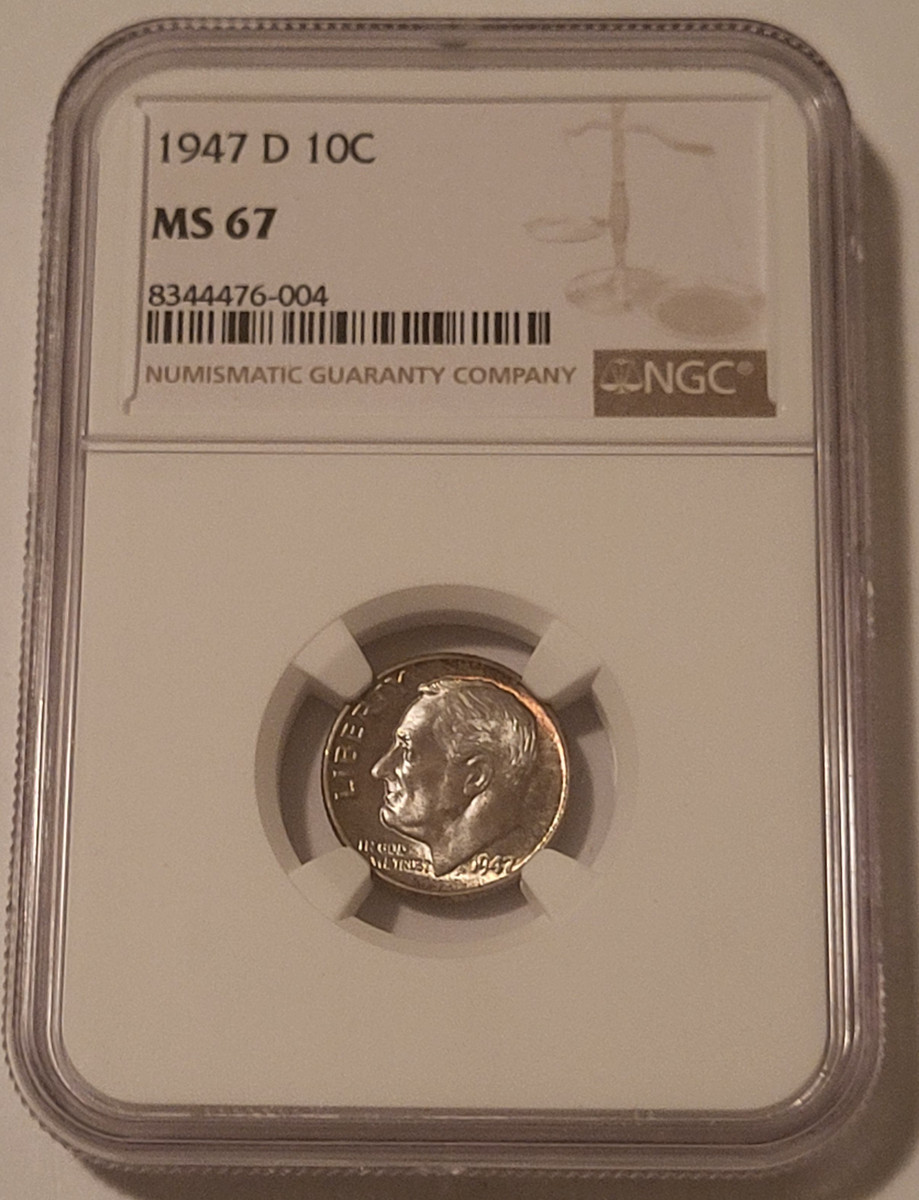 1947 D 10C
MS 67
8344476-004
NUMISMATIC GUARANTY COMPANY
NGC®
LIBERTY
IN GOD
WE TRUST
1947